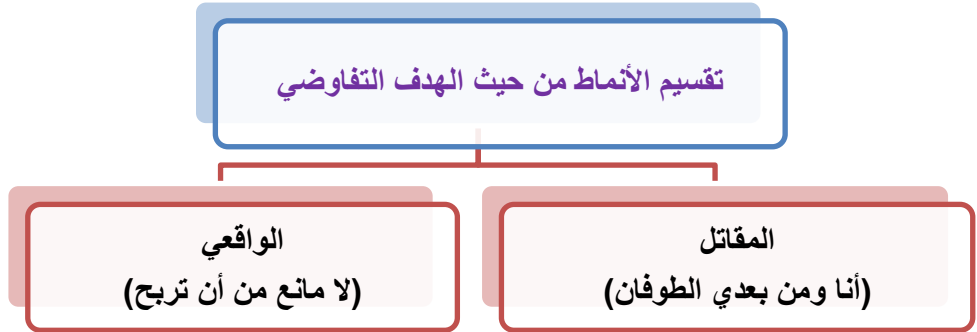 تقسيم الأنماط من حيث الهدف التفاوضي
المقاتل
(أنا ومن بعدي الطوفان)
الواقعي
(لا مانع من أن تربح)